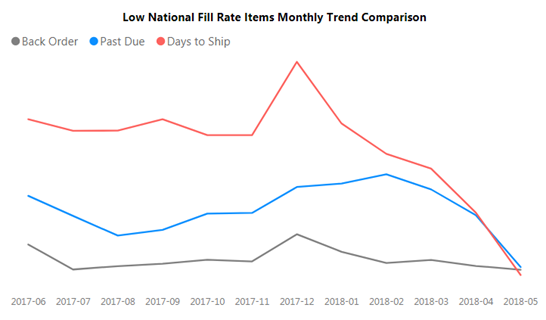 Low National Fill Rate Items Monthly Trend Comparison
Back Order Past Due Days to Ship
2017-06 2017-07 2017-08 2017-09 2017-10 2017-11 2017-12 2018-01 2018-02 2018-03 2018-04 2018-05